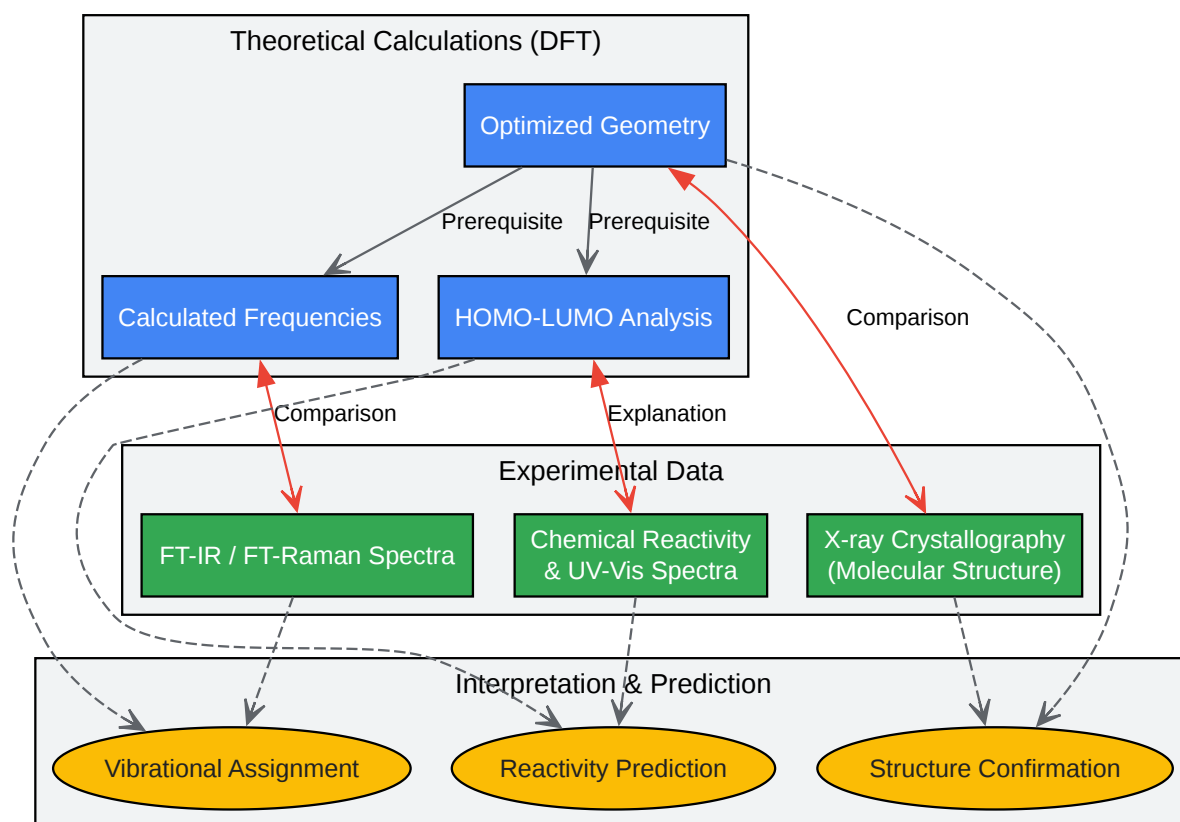 Theoretical Calculations (DFT)
Optimized Geometry
Prerequisite
Prerequisite
Calculated Frequencies
HOMO-LUMO Analysis
Comparison
Comparison
Explanation
Experimental Data
FT-IR / FT-Raman Spectra
Chemical Reactivity
& UV-Vis Spectra
X-ray Crystallography
(Molecular Structure)
Interpretation & Prediction
Vibrational Assignment
Reactivity Prediction
Structure Confirmation